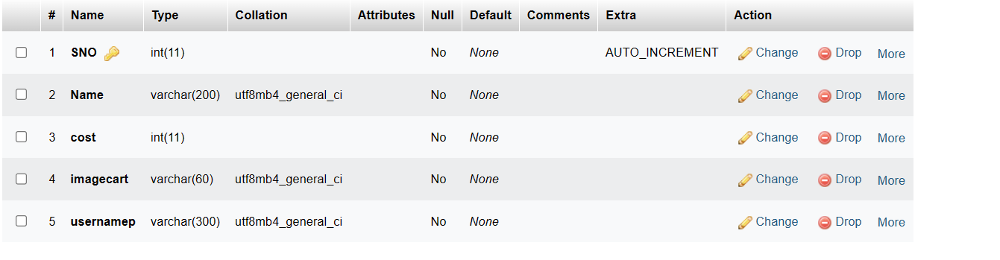 # Name Type Collation Attributes Null Default Comments Extra Action
1 SNO int(11) No None AUTO_INCREMENT Change Drop More
2 Name varchar(200) utf8mb4_general_ci No None Change Drop More
3 cost int(11) No None Change Drop More
4 imagecart varchar(60) utf8mb4_general_ci No None Change Drop More
5 usernamep varchar(300) utf8mb4_general_ci No None Change Drop More